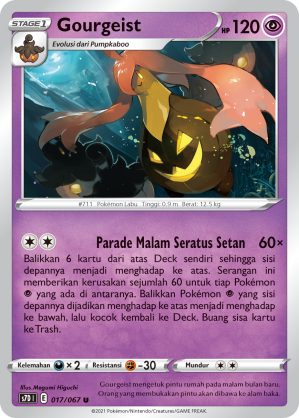 STAGE 1 Gourgeist HP 120
Evolusi dari Pumpkaboo
#711 Pokémon Labu Tinggi: 0.9 m Berat: 12.5 kg
Parade Malam Seratus Setan 60×
Balikkan 6 kartu dari atas Deck sendiri sehingga sisi
depannya menjadi menghadap ke atas. Serangan ini
memberikan kerusakan sejumlah 60 untuk tiap Pokémon
yang ada di antaranya. Balikkan Pokémon yang sisi
depannya dijadikan menghadap ke atas menjadi menghadap
ke bawah, lalu kocok kembali ke Deck. Buang sisa kartu
ke Trash.
Kelemahan ×2 Resistansi -30 Mundur
Illus. Megumi Higuchi
S7D I E 017/067 U
Gourgeist mengetuk pintu rumah pada malam bulan baru.
Orang yang membukakan pintu akan dibawa ke alam baka.
©2021 Pokémon/Nintendo/Creatures/GAME FREAK